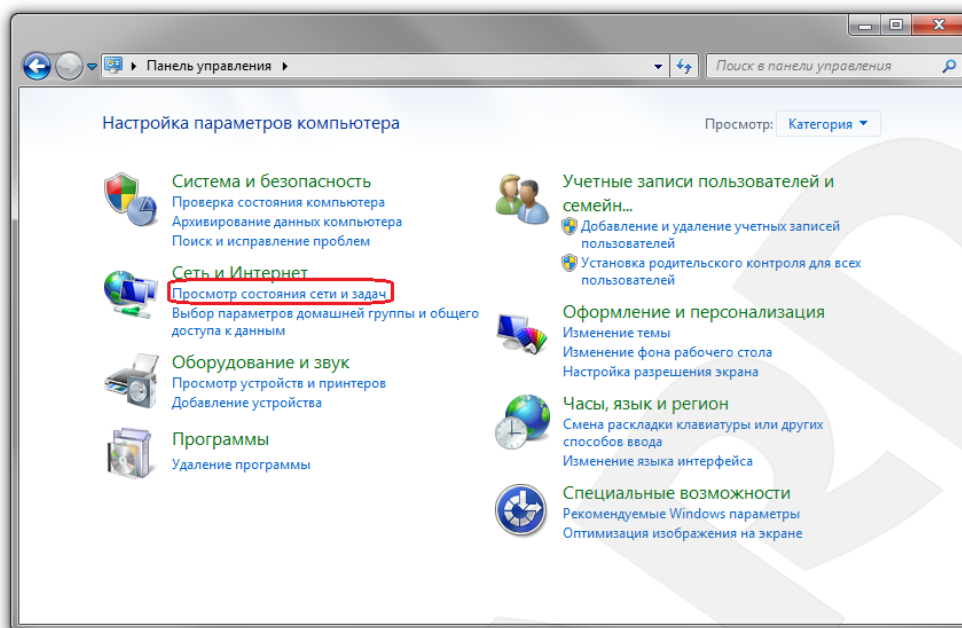 Панель управления
Поиск в панели управления
Настройка параметров компьютера
Просмотр: Категория
Система и безопасность
Проверка состояния компьютера
Архивирование данных компьютера
Поиск и исправление проблем
Сеть и Интернет
Просмотр состояния сети и задач
Выбор параметров домашней группы и общего
доступа к данным
Оборудование и звук
Просмотр устройств и принтеров
Добавление устройства
Программы
Удаление программы
Учетные записи пользователей и
семейн...
Добавление и удаление учетных записей
пользователей
Установка родительского контроля для всех
пользователей
Оформление и персонализация
Изменение темы
Изменение фона рабочего стола
Настройка разрешения экрана
Часы, язык и регион
Смена раскладки клавиатуры или других
способов ввода
Изменение языка интерфейса
Специальные возможности
Рекомендуемые Windows параметры
Оптимизация изображения на экране